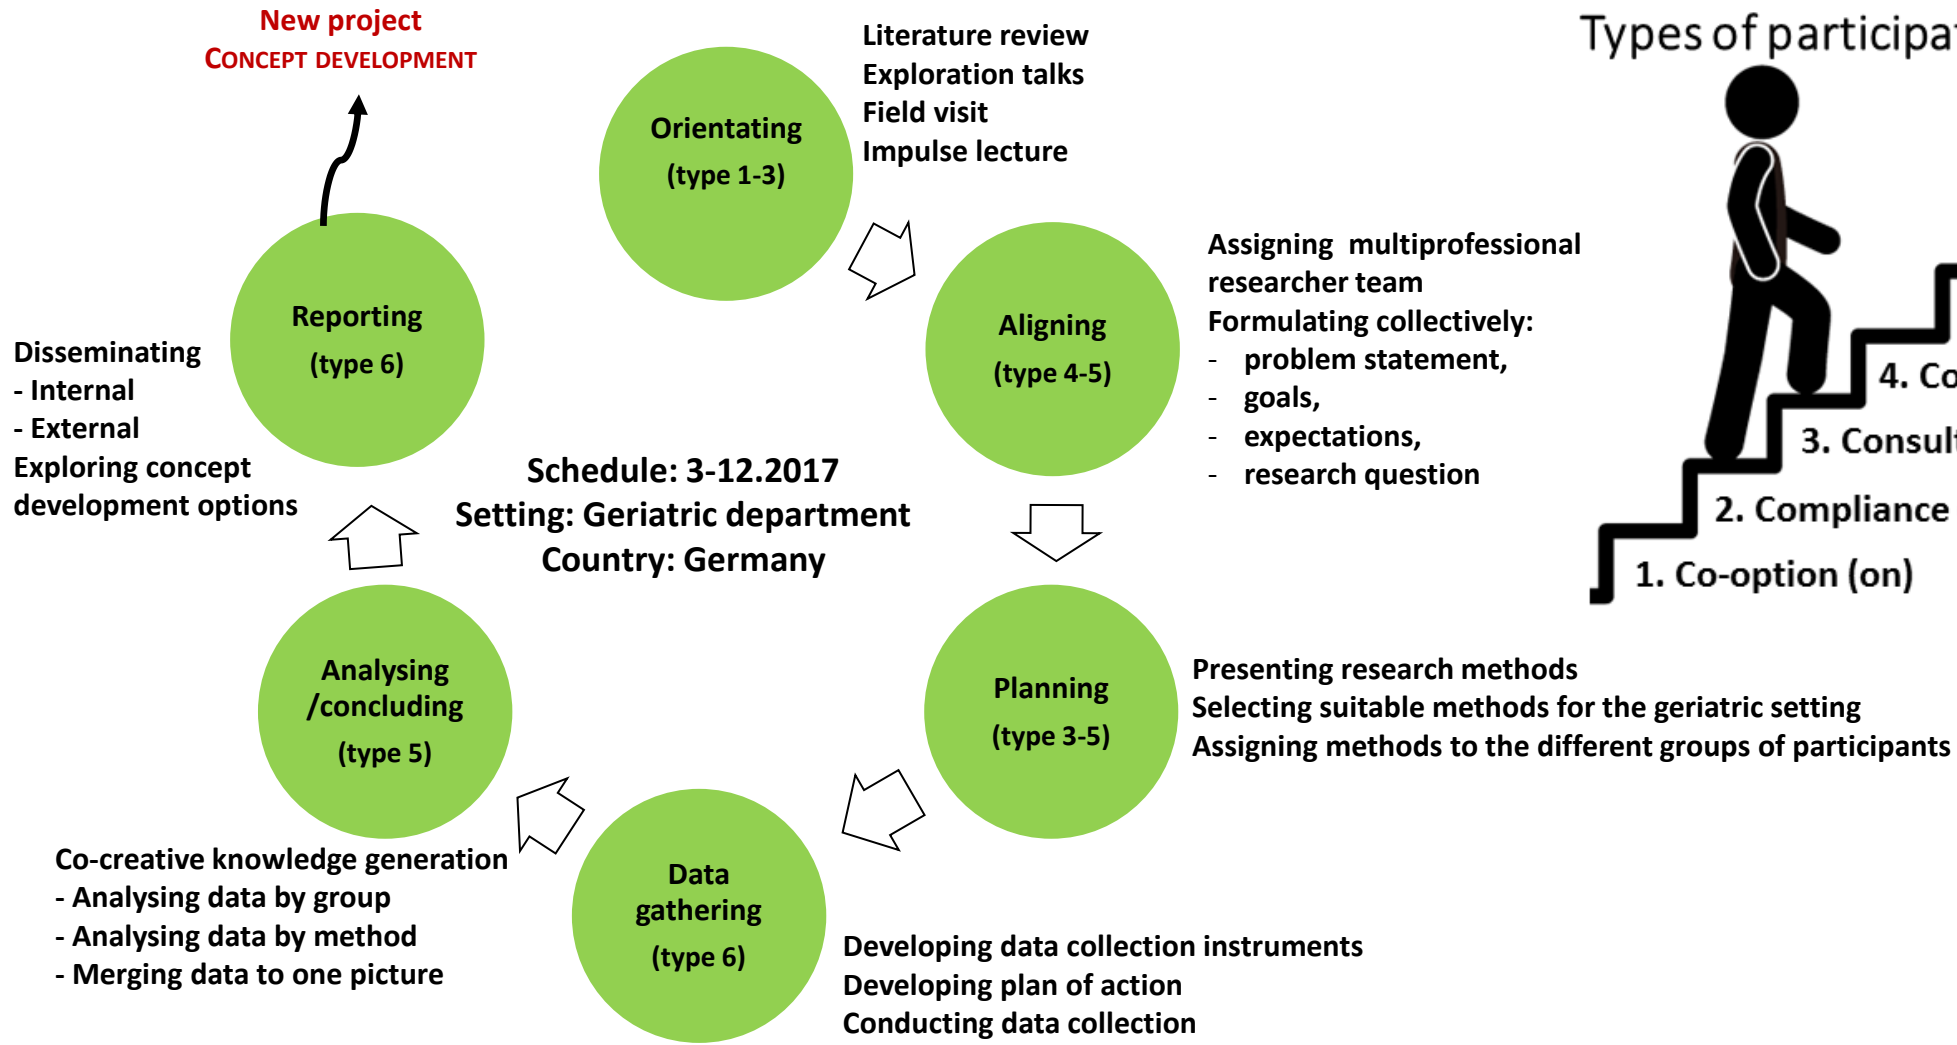 New project
CONCEPT DEVELOPMENT
Orientating
(type 1-3)
Literature review
Exploration talks
Field visit
Impulse lecture
Aligning
(type 4-5)
Assigning multiprofessional
researcher team
Formulating collectively:
- problem statement,
- goals,
- expectations,
- research question
Planning
(type 3-5)
Presenting research methods
Selecting suitable methods for the geriatric setting
Assigning methods to the different groups of participants
Data
gathering
(type 6)
Developing data collection instruments
Developing plan of action
Conducting data collection
Analysing
/concluding
(type 5)
Co-creative knowledge generation
- Analysing data by group
- Analysing data by method
- Merging data to one picture
Reporting
(type 6)
Disseminating
- Internal
- External
Exploring concept
development options
Schedule: 3-12.2017
Setting: Geriatric department
Country: Germany
Types of participat
4. Co
3. Consult
2. Compliance
1. Co-option (on)